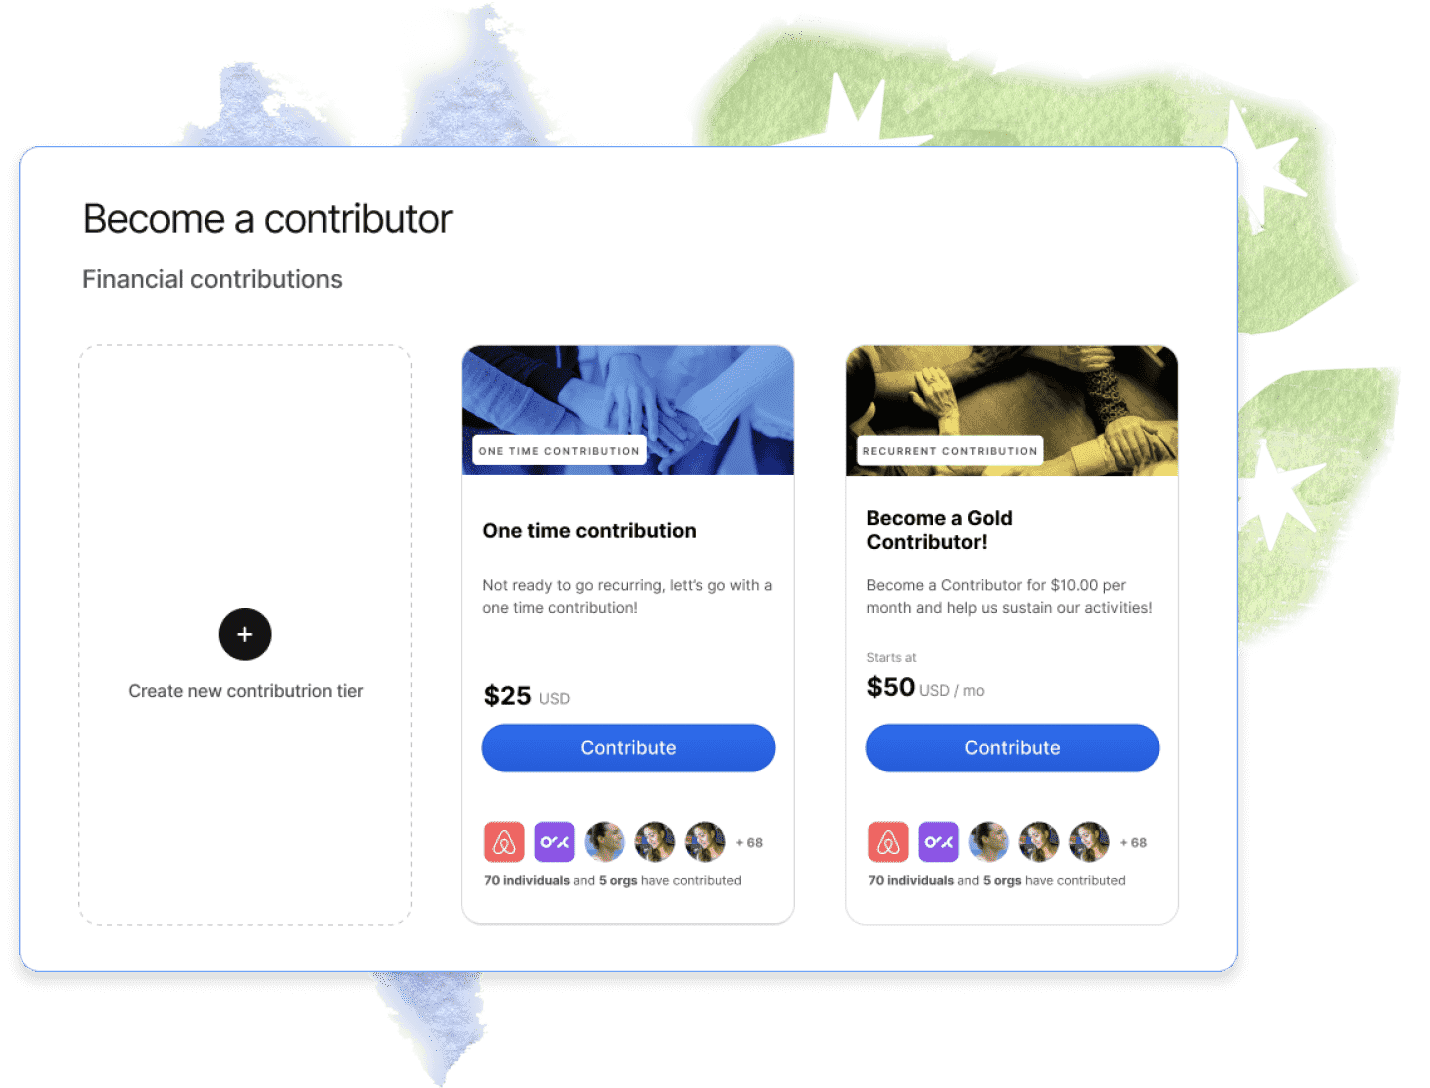 Become a contributor
Financial contributions
+
Create new contributrion tier
ONE TIME CONTRIBUTION
One time contribution
Not ready to go recurring, lett's go with a
one time contribution!
$25 USD
Contribute
+ 68
70 individuals and 5 orgs have contributed
RECURRENT CONTRIBUTION
Become a Gold
Contributor!
Become a Contributor for $10.00 per
month and help us sustain our activities!
Starts at
$50 USD / mo
Contribute
+ 68
70 individuals and 5 orgs have contributed